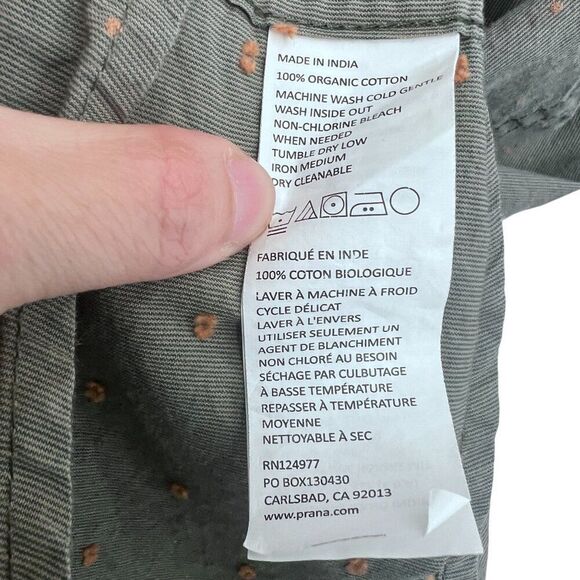 MADE IN INDIA
100% ORGANIC COTTON
MACHINE WASH COLD GENTLE
WASH INSIDE OUT
NON-CHLORINE BLEACH
WHEN NEEDED
TUMBLE DRY LOW
IRON MEDIUM
DRY CLEANABLE
FABRIQUÉ EN INDE
100% COTON BIOLOGIQUE
LAVER À MACHINE À FROID
CYCLE DÉLICAT
LAVER À L'ENVERS
UTILISER SEULEMENT UN
AGENT DE BLANCHIMENT
NON CHLORÉ AU BESOIN
SÉCHAGE PAR CULBUTAGE
À BASSE TEMPÉRATURE
REPASSER À TEMPÉRATURE
MOYENNE
NETTOYABLE À SEC
RN124977
PO BOX130430
CARLSBAD, CA 92013
www.prana.com